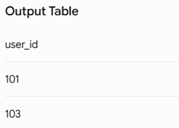 Output Table
user_id
101
103